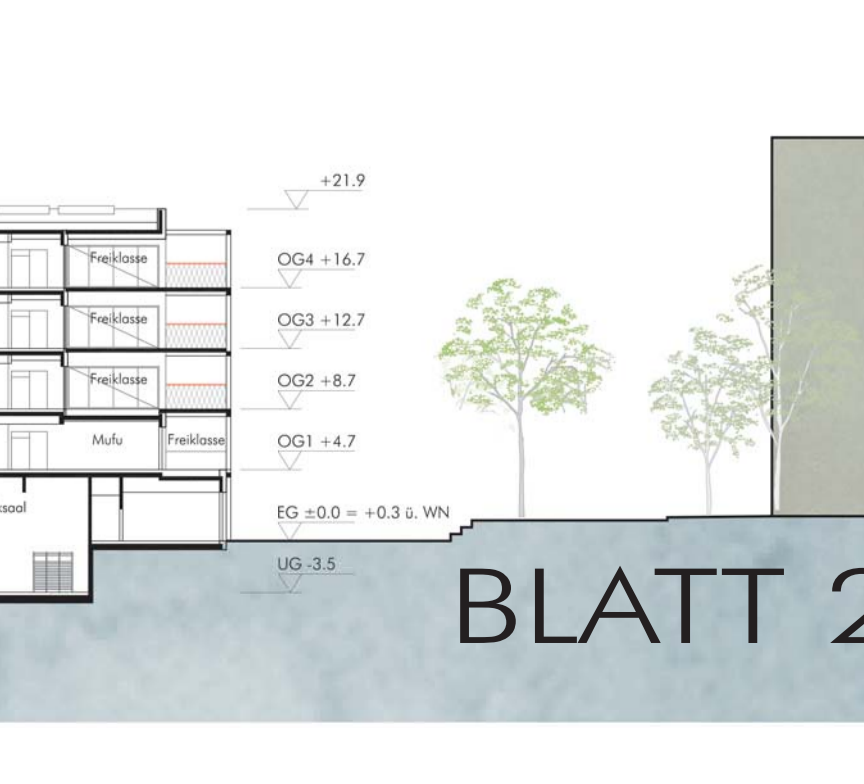 +21.9
OG4 +16.7
Freiklasse
OG3 +12.7
Freiklasse
OG2 +8.7
Freiklasse
OG1 +4.7
Mufu
Freiklasse
EG ±0.0 = +0.3 ü. WN
saal
UG -3.5
BLATT 2